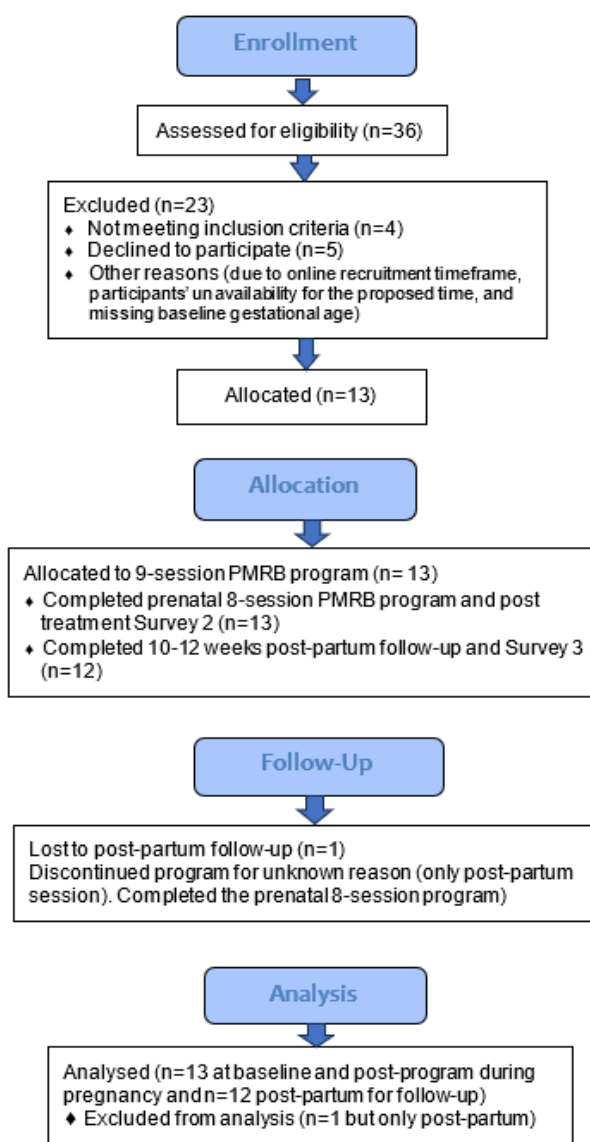 Enrollment
Assessed for eligibility (n=36)
Excluded (n=23)
♦ Not meeting inclusion criteria (n=4)
♦ Declined to participate (n=5)
♦ Other reasons (due to online recruitment timeframe,
participants' unavailability for the proposed time, and
missing baseline gestational age)
Allocated (n=13)
Allocation
Allocated to 9-session PMRB program (n= 13)
♦ Completed prenatal 8-session PMRB program and post
treatment Survey 2 (n=13)
♦ Completed 10-12 weeks post-partum follow-up and Survey 3
(n=12)
Follow-Up
Lost to post-partum follow-up (n=1)
Discontinued program for unknown reason (only post-partum
session). Completed the prenatal 8-session program)
Analysis
Analysed (n=13 at baseline and post-program during
pregnancy and n=12 post-partum for follow-up)
♦ Excluded from analysis (n=1 but only post-partum)